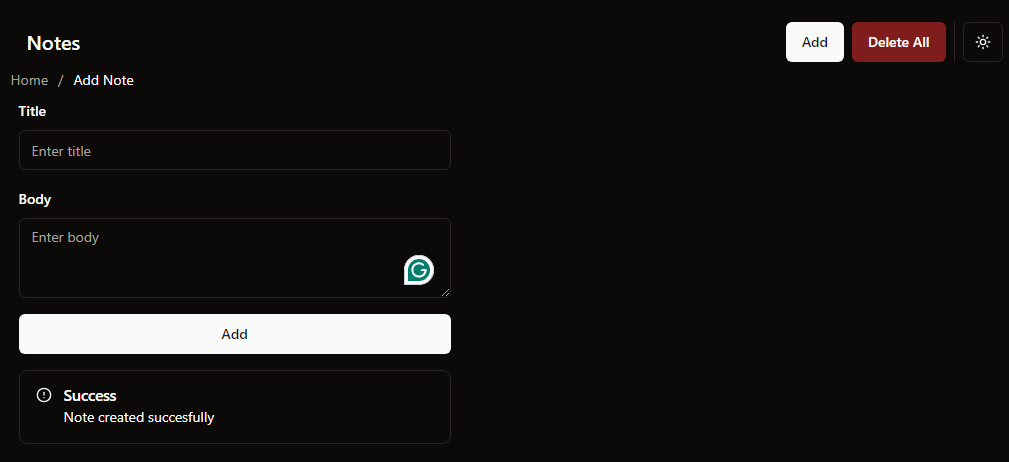 Notes
Add
Delete All
Home / Add Note
Title
Enter title
Body
Enter body
G
Add
Success
Note created succesfully